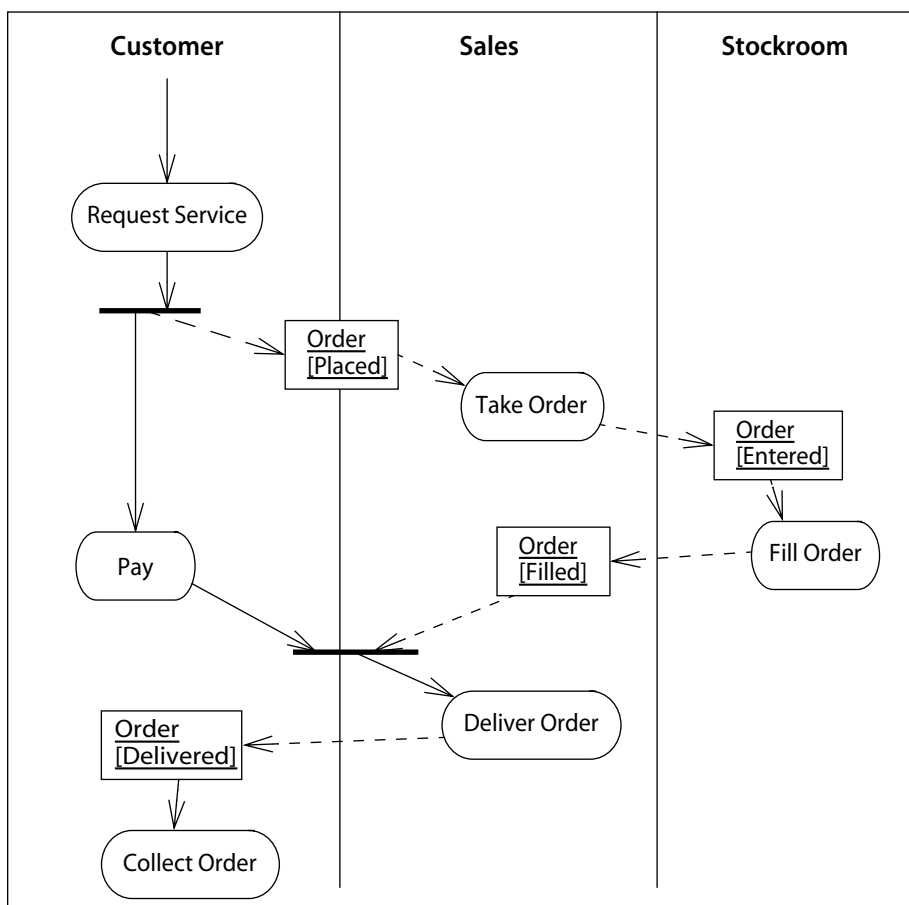 Customer
Sales
Stockroom
Request Service
Order
[Placed]
Take Order
Order
[Entered]
Pay
Order
[Filled]
Fill Order
Deliver Order
Order
[Delivered]
Collect Order